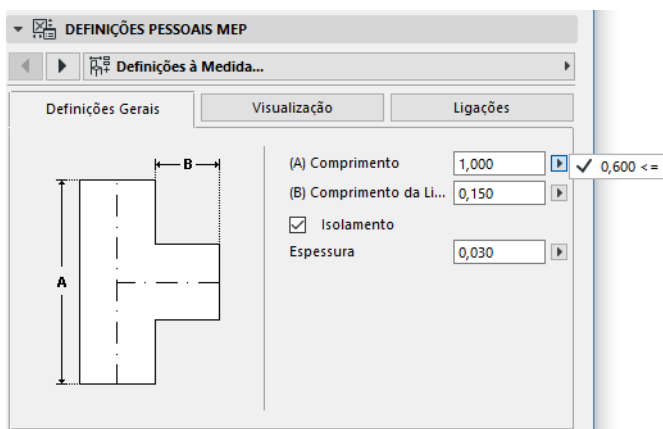 DEFINIÇÕES PESSOAIS MEP
Definições à Medida...
Definições Gerais Visualização Ligações
B
A
(A) Comprimento 1,000 0,600 <=
(B) Comprimento da Li... 0,150
Isolamento
Espessura 0,030